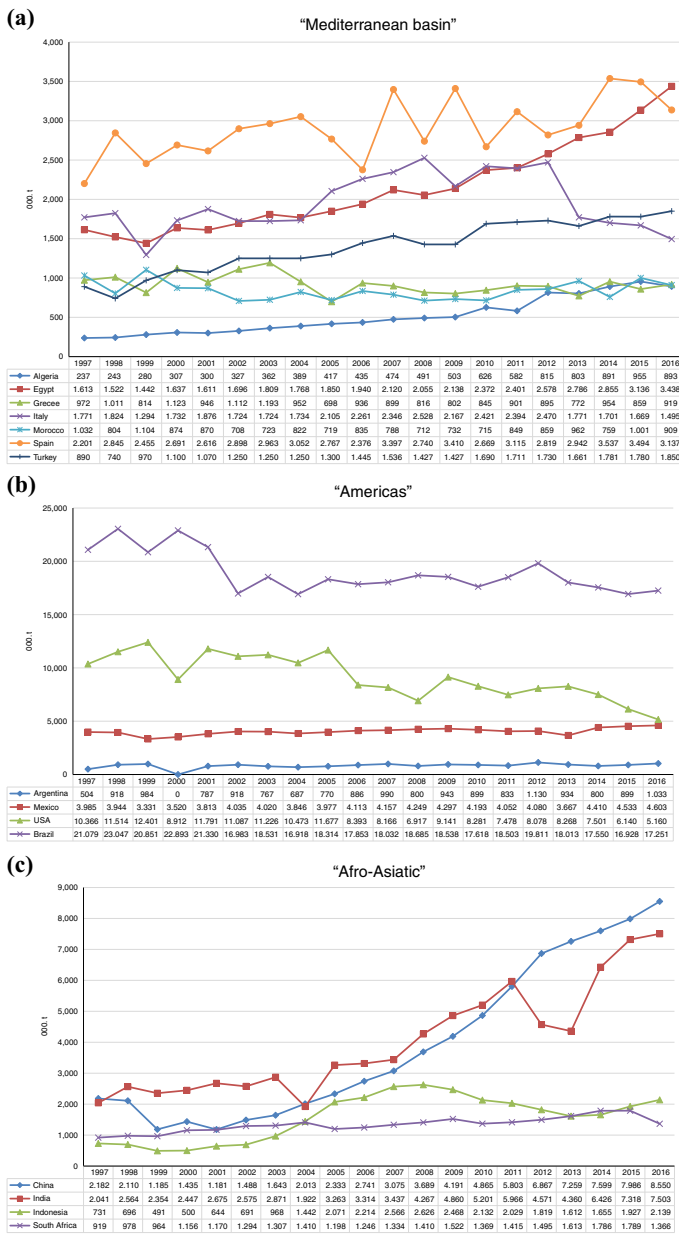 (a)
“Mediterranean basin”
4,000
3,500
3,000
2,500
2,000
1,500
1,000
500
0
000.t
1997 1998 1999 2000 2001 2002 2003 2004 2005 2006 2007 2008 2009 2010 2011 2012 2013 2014 2015 2016
Algeria 237 243 280 307 300 327 362 389 417 435 474 491 503 626 582 815 803 891 955 893
Egypt 1.613 1.522 1.442 1.637 1.611 1.696 1.809 1.768 1.850 1.940 2.120 2.055 2.138 2.372 2.401 2.578 2.786 2.855 3.136 3.438
Grecee 972 1.011 814 1.123 946 1.112 1.193 952 698 936 899 816 802 845 901 895 772 954 859 919
Italy 1.771 1.824 1.294 1.732 1.876 1.724 1.724 1.734 2.105 2.261 2.346 2.528 2.167 2.421 2.394 2.470 1.771 1.701 1.669 1.495
Morocco 1.032 804 1.104 874 870 708 723 822 719 835 788 712 732 715 849 859 962 759 1.001 909
Spain 2.201 2.845 2.455 2.691 2.616 2.898 2.963 3.052 2.767 2.376 3.397 2.740 3.410 2.669 3.115 2.819 2.942 3.537 3.494 3.137
Turkey 890 740 970 1.100 1.070 1.250 1.250 1.250 1.300 1.445 1.536 1.427 1.427 1.690 1.711 1.730 1.661 1.781 1.780 1.850
(b)
“Americas”
25,000
20,000
15,000
10,000
5,000
0
000.t
1997 1998 1999 2000 2001 2002 2003 2004 2005 2006 2007 2008 2009 2010 2011 2012 2013 2014 2015 2016
Argentina 504 918 984 0 787 918 767 687 770 886 990 800 943 899 833 1.130 934 800 899 1.033
Mexico 3.985 3.944 3.331 3.520 3.813 4.035 4.020 3.846 3.977 4.113 4.157 4.249 4.297 4.193 4.052 4.080 3.667 4.410 4.533 4.603
USA 10.366 11.514 12.401 8.912 11.791 11.087 11.226 10.473 11.677 8.393 8.166 6.917 9.141 8.281 7.478 8.078 8.268 7.501 6.140 5.160
Brazil 21.079 23.047 20.851 22.893 21.330 16.983 18.531 16.918 18.314 17.853 18.032 18.685 18.538 17.618 18.503 19.811 18.013 17.550 16.928 17.251
(c)
“Afro-Asiatic”
9,000
8,000
7,000
6,000
5,000
4,000
3,000
2,000
1,000
0
000.t
1997 1998 1999 2000 2001 2002 2003 2004 2005 2006 2007 2008 2009 2010 2011 2012 2013 2014 2015 2016
China 2.182 2.110 1.185 1.435 1.181 1.488 1.643 2.013 2.333 2.741 3.075 3.689 4.191 4.865 5.803 6.867 7.259 7.599 7.986 8.550
India 2.041 2.564 2.354 2.447 2.675 2.575 2.871 1.922 3.263 3.314 3.437 4.267 4.860 5.201 5.966 4.571 4.360 6.426 7.318 7.503
Indonesia 731 696 491 500 644 691 968 1.442 2.071 2.214 2.566 2.626 2.468 2.132 2.029 1.819 1.612 1.655 1.927 2.139
South Africa 919 978 964 1.156 1.170 1.294 1.307 1.410 1.198 1.246 1.334 1.410 1.522 1.369 1.415 1.495 1.613 1.786 1.789 1.366